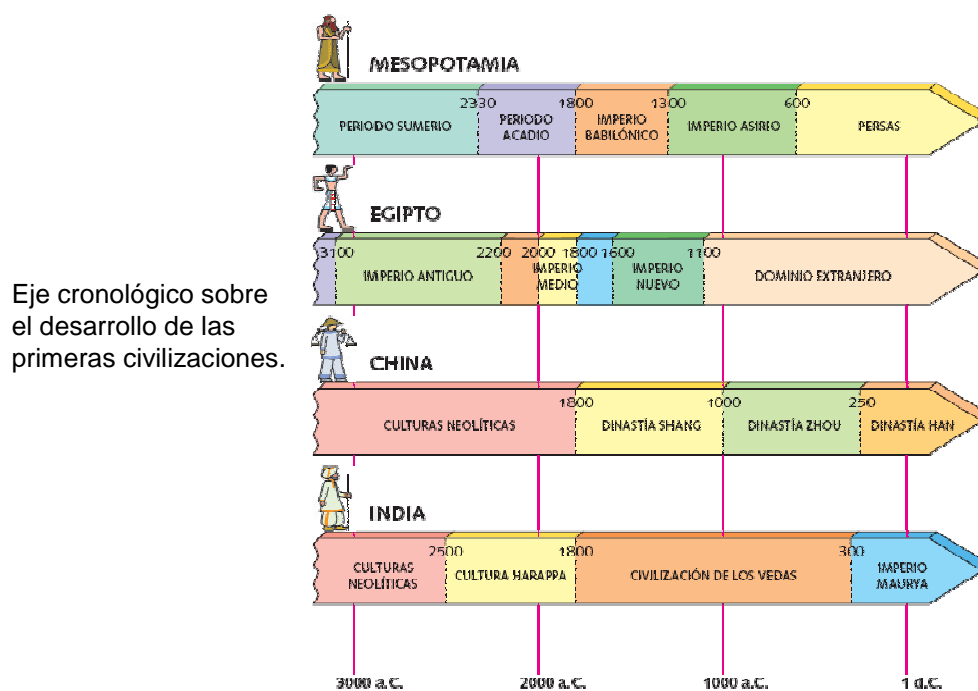 MESOPOTAMIA
2330 1800 1300 600
PERIODO SUMERIO
PERIODO
ACADIO
IMPERIO
BABILÓNICO
IMPERIO ASIRIO
PERSAS
EGIPTO
3100 2200 2000 1800 1600 1100
IMPERIO ANTIGUO
IMPERIO
MEDIO
IMPERIO
NUEVO
DOMINIO EXTRANJERO
Eje cronológico sobre
el desarrollo de las
primeras civilizaciones.
CHINA
1800 1000 250
CULTURAS NEOLÍTICAS
DINASTÍA SHANG
DINASTÍA ZHOU
DINASTÍA HAN
INDIA
2500 1800 300
CULTURAS
NEOLÍTICAS
CULTURA HARAPPA
CIVILIZACIÓN DE LOS VEDAS
IMPERIO
MAURYA
3000 a.C. 2000 a.C. 1000 a.C. 1 d.C.